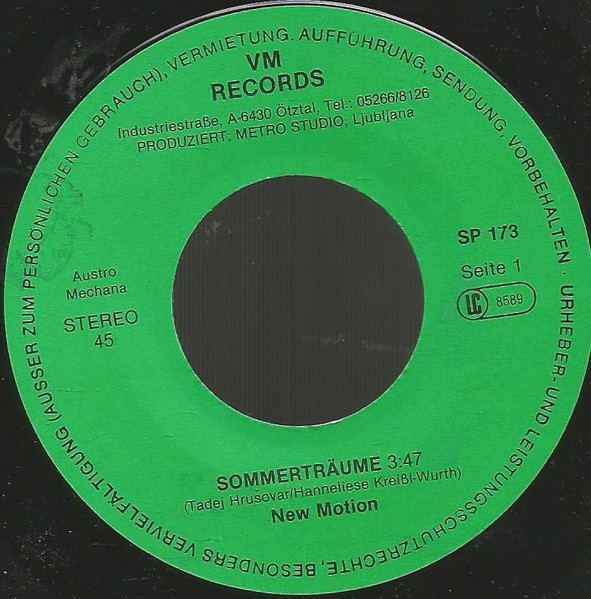 URHEBER-UND LEISTUNGSSCHUTZRECHTE, BESONDERS VERVIELFÄLTIGUNG (AUSSER ZUM PERSÖNLICHEN GEBRAUCH), VERMIETUNG. AUFFÜHRUNG, SENDUNG, VORBEHALTEN ·
VM
RECORDS
Industriestraße, A-6430 Ötztal, Tel.: 05266/8126
PRODUZIERT: METRO STUDIO, Ljubljana
Austro
Mechana
STEREO
45
SP 173
Seite 1
LC 8589
SOMMERTRÄUME 3:47
(Tadej Hrušovar/Hanneliese Kreißl-Wurth)
New Motion